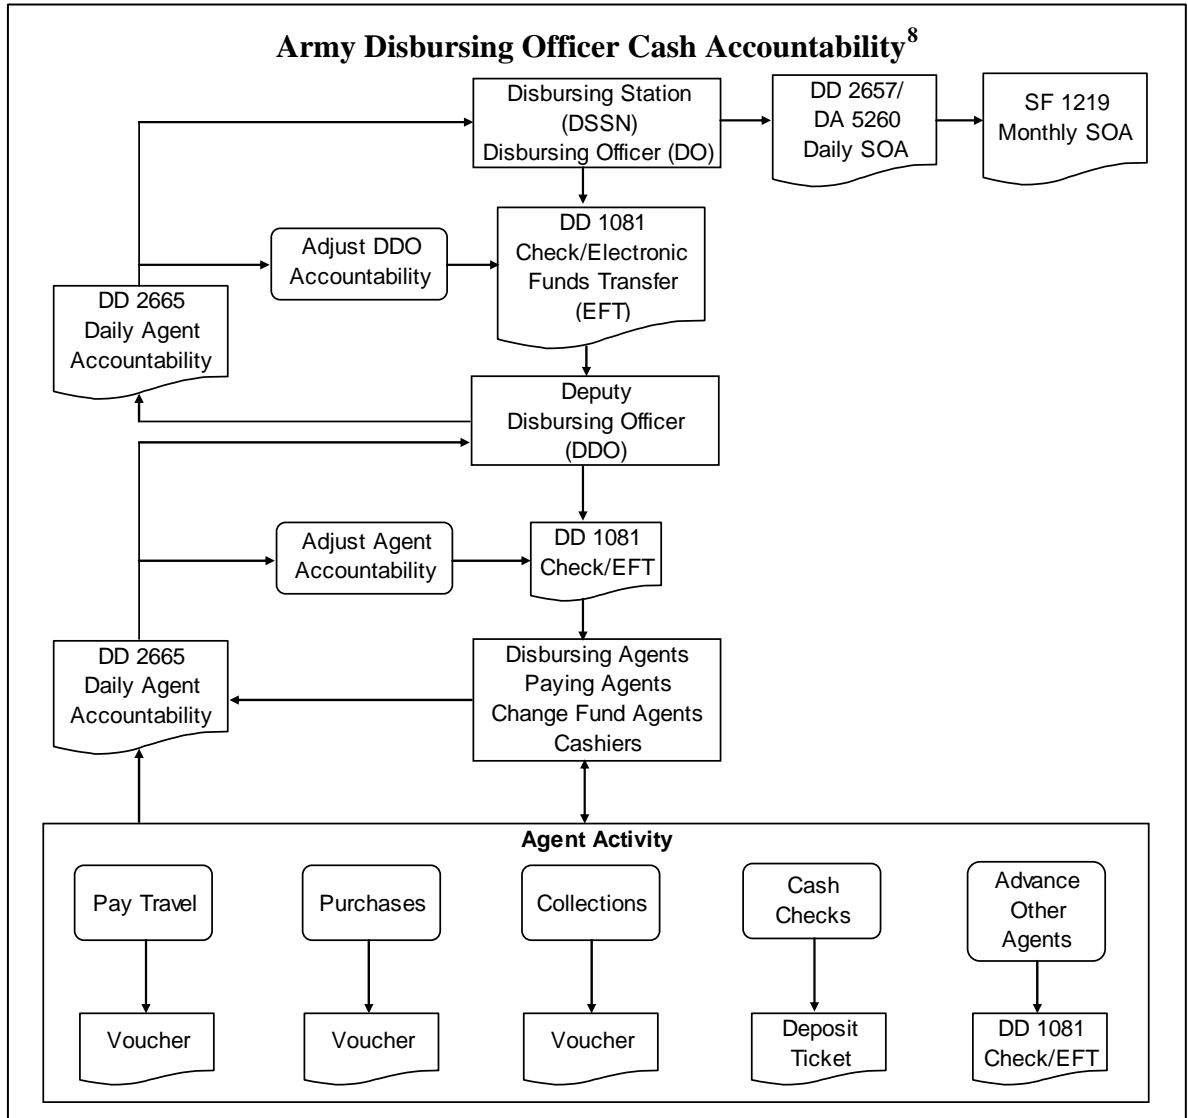 Army Disbursing Officer Cash Accountability8
Disbursing Station
(DSSN)
Disbursing Officer (DO)
DD 2657/
DA 5260
Daily SOA
SF 1219
Monthly SOA
Adjust DDO
Accountability
DD 1081
Check/Electronic
Funds Transfer
(EFT)
DD 2665
Daily Agent
Accountability
Deputy
Disbursing Officer
(DDO)
Adjust Agent
Accountability
DD 1081
Check/EFT
DD 2665
Daily Agent
Accountability
Disbursing Agents
Paying Agents
Change Fund Agents
Cashiers
Agent Activity
Pay Travel
Purchases
Collections
Cash
Checks
Advance
Other
Agents
Voucher
Voucher
Voucher
Deposit
Ticket
DD 1081
Check/EFT